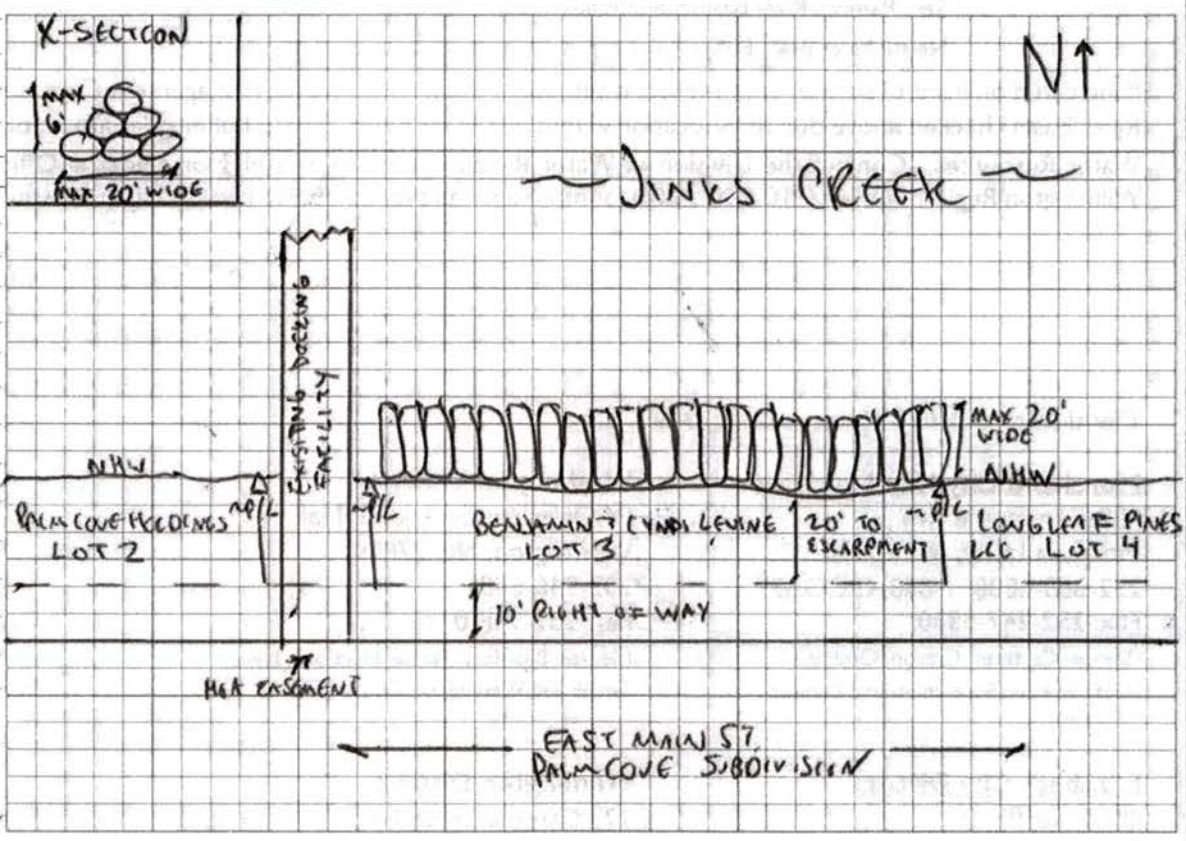 X-SECTION
MAX
6'
MAX 20' WIDE
N
JINKS CREEK
EXISITING DOCKING
FACILITY
MAX 20'
WIDE
NHW
NHW
PALM COVE HOLDINGS
LOT 2
~P/L
~P/L
BENJAMIN & CYNDI LEVINE
LOT 3
20' TO
ESCARPMENT
~P/L
LONGLEAF PINES
LLC LOT 4
10' RIGHT OF WAY
HOA EASMENT
EAST MAIN ST.
PALM COVE SUBDIVISION